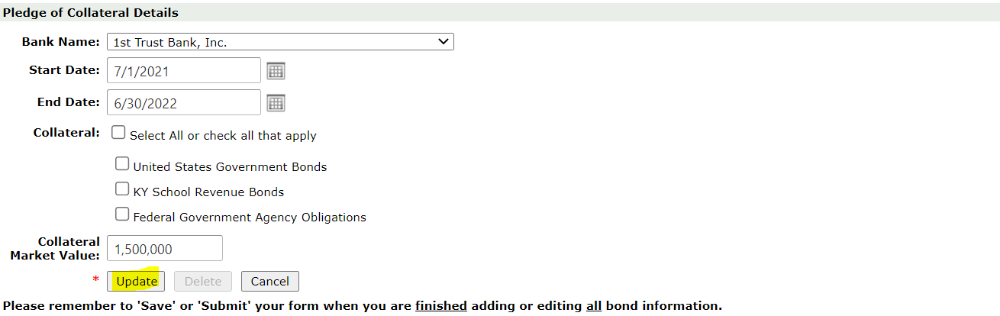 Pledge of Collateral Details
Bank Name: 1st Trust Bank, Inc.
Start Date: 7/1/2021
End Date: 6/30/2022
Collateral: Select All or check all that apply
United States Government Bonds
KY School Revenue Bonds
Federal Government Agency Obligations
Collateral
Market Value: 1,500,000
* Update Delete Cancel
Please remember to 'Save' or 'Submit' your form when you are finished adding or editing all bond information.